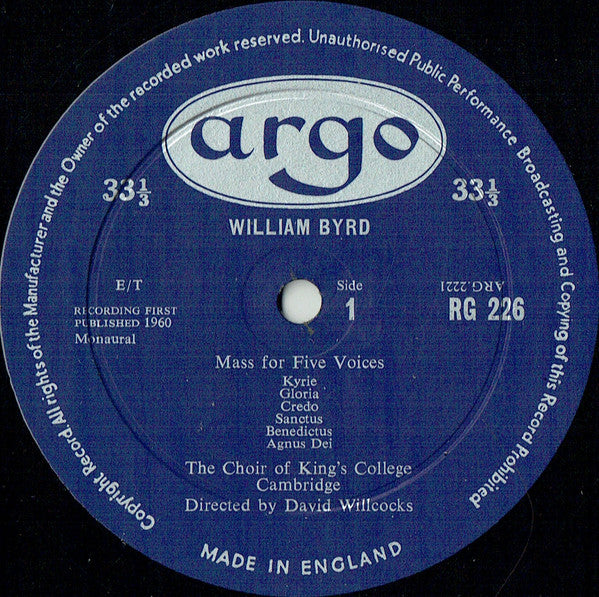 Copyright Record All rights of the Manufacturer and the Owner of the recorded work reserved. Unauthorised Public Performance Broadcasting and Copying of this Record Prohibited
argo
33⅓
33⅓
WILLIAM BYRD
E/T
RECORDING FIRST
PUBLISHED 1960
Monaural
Side
1
ARG.2221
RG 226
Mass for Five Voices
Kyrie
Gloria
Credo
Sanctus
Benedictus
Agnus Dei
The Choir of King's College
Cambridge
Directed by David Willcocks
MADE IN ENGLAND